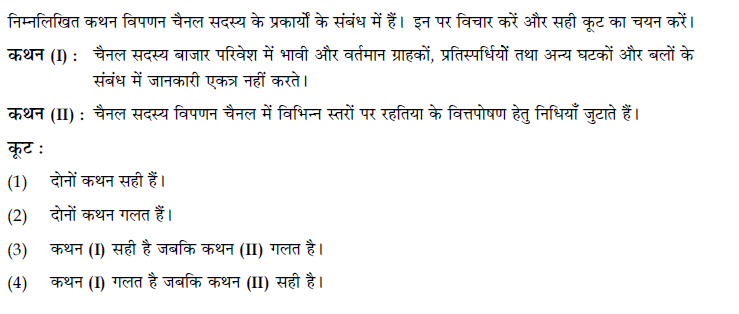 निम्नलिखित कथन विपणन चैनल सदस्य के प्रकार्यों के संबंध में हैं। इन पर विचार करें और सही कूट का चयन करें।
कथन (I) : चैनल सदस्य बाजार परिवेश में भावी और वर्तमान ग्राहकों, प्रतिस्पर्धियों तथा अन्य घटकों और बलों के
संबंध में जानकारी एकत्र नहीं करते।
कथन (II) : चैनल सदस्य विपणन चैनल में विभिन्न स्तरों पर रहतिया के वित्तपोषण हेतु निधियाँ जुटाते हैं।
कूट :
(1) दोनों कथन सही हैं।
(2) दोनों कथन गलत हैं।
(3) कथन (I) सही है जबकि कथन (II) गलत है।
(4) कथन (I) गलत है जबकि कथन (II) सही है।